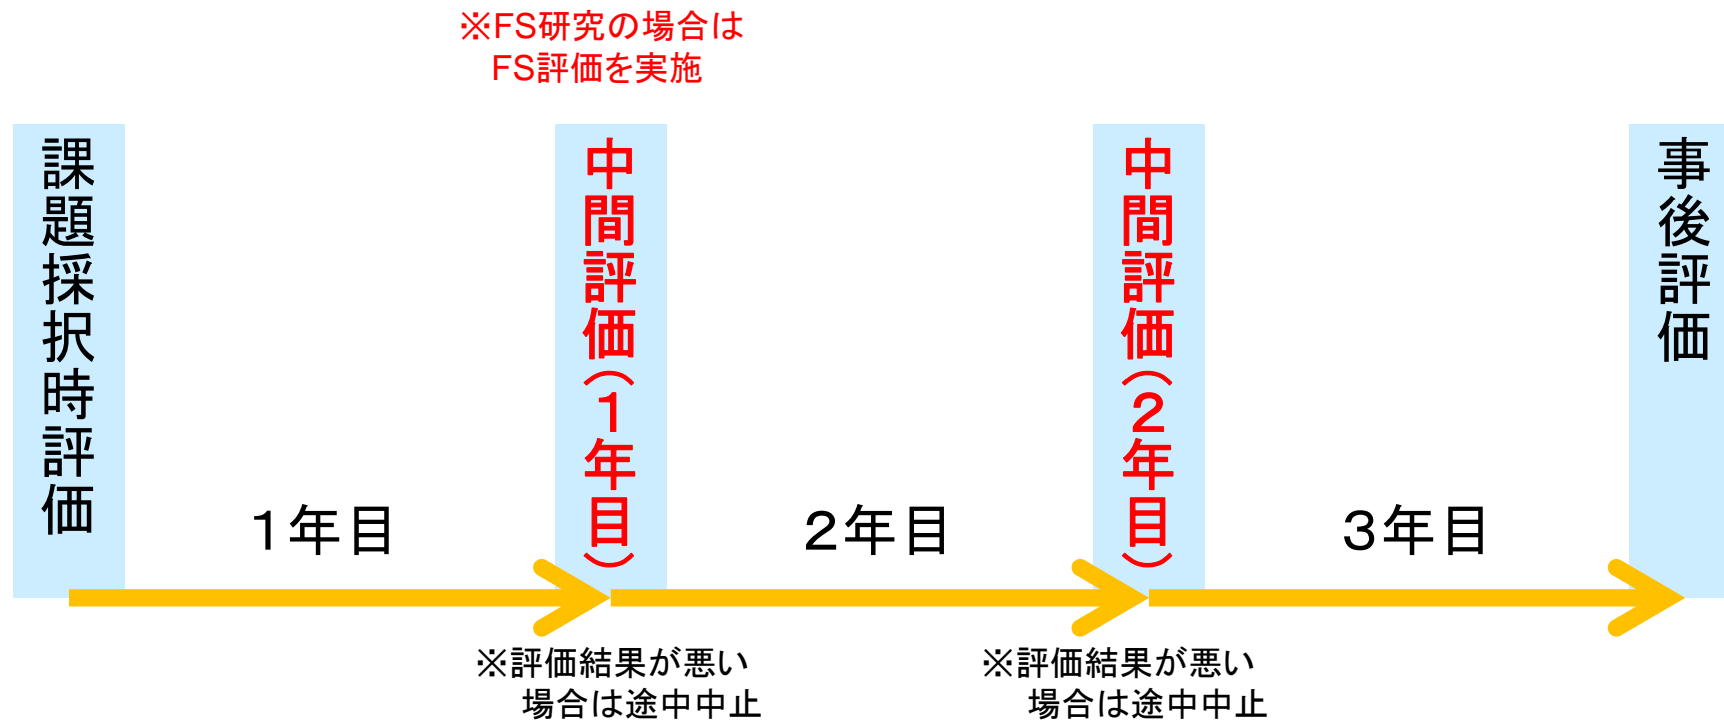 ※FS研究の場合は
FS評価を実施
課題採択時評価
１年目
中間評価（１年目）
２年目
中間評価（２年目）
３年目
事後評価
※評価結果が悪い
場合は途中中止
※評価結果が悪い
場合は途中中止